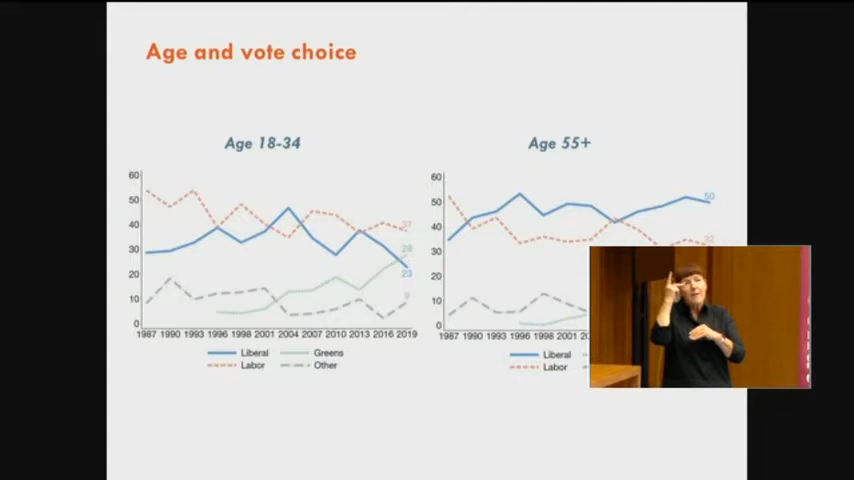 Age and vote choice
Age 18-34
60
50
40
30
20
10
0
37
28
23
9
1987 1990 1993 1996 1998 2001 2004 2007 2010 2013 2016 2019
Liberal
Greens
Labor
Other
Age 55+
60
50
40
30
20
10
0
50
32
1987 1990 1993 1996 1998 2001
Liberal
Labor